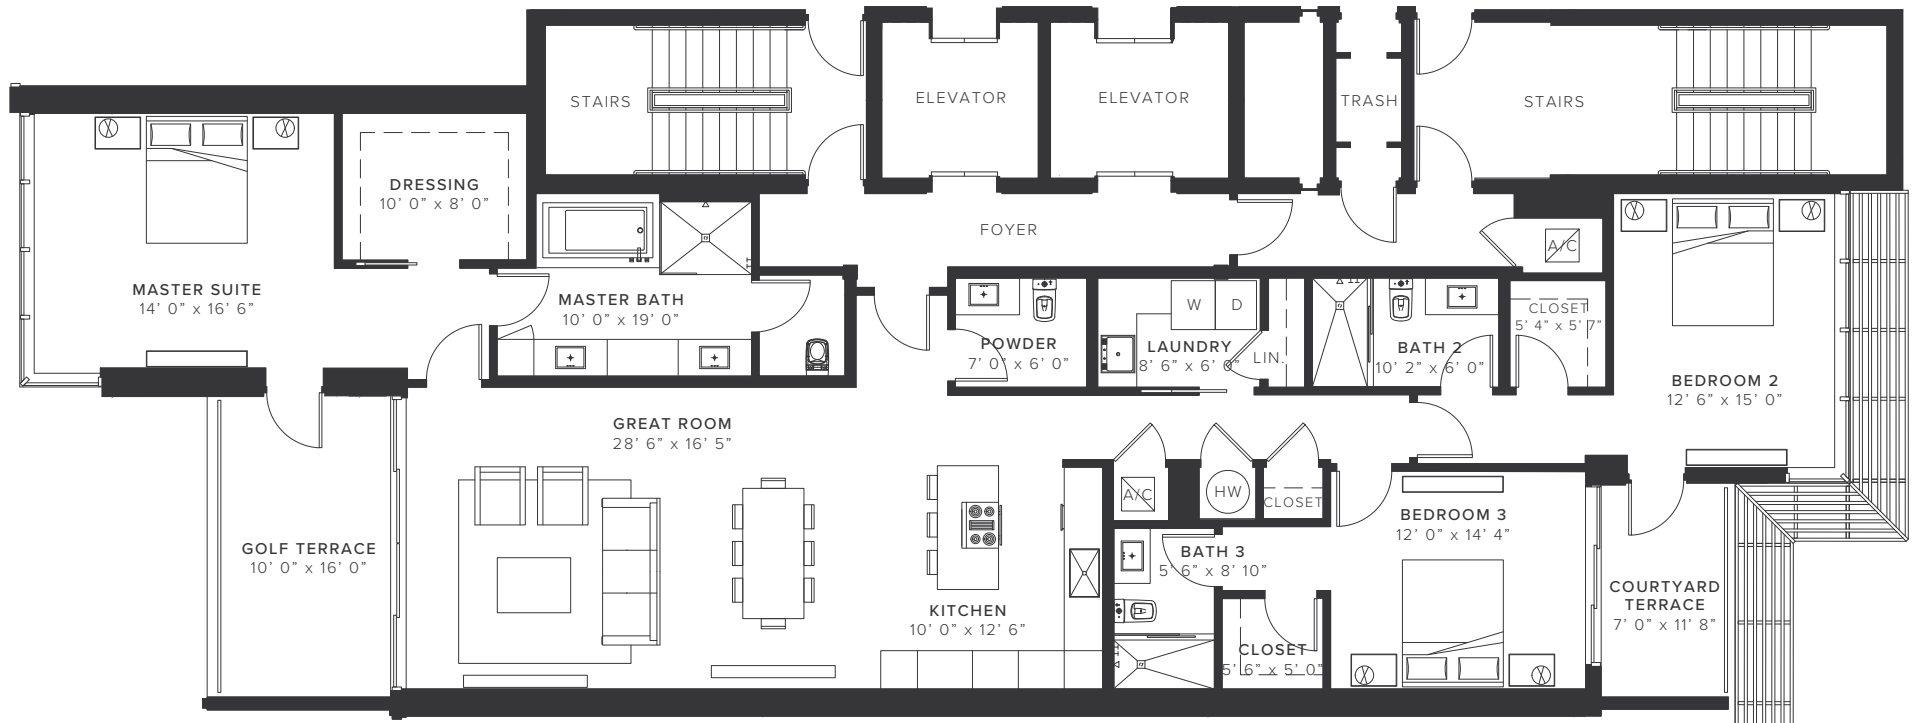 STAIRS
ELEVATOR
ELEVATOR
TRASH
STAIRS
DRESSING
10’ 0” x 8’ 0”
FOYER
A/C
MASTER SUITE
14’ 0” x 16’ 6”
MASTER BATH
10’ 0” x 19’ 0”
POWDER
7’ 0” x 6’ 0”
W
D
LAUNDRY
8’ 6” x 6’ 0”
LIN.
BATH 2
10’ 2” x 6’ 0”
CLOSET
5’ 4” x 5’ 7”
BEDROOM 2
12’ 6” x 15’ 0”
GREAT ROOM
28’ 6” x 16’ 5”
A/C
HW
CLOSET
BEDROOM 3
12’ 0” x 14’ 4”
GOLF TERRACE
10’ 0” x 16’ 0”
BATH 3
5’ 6” x 8’ 10”
KITCHEN
10’ 0” x 12’ 6”
CLOSET
5’ 6” x 5’ 0”
COURTYARD
TERRACE
7’ 0” x 11’ 8”